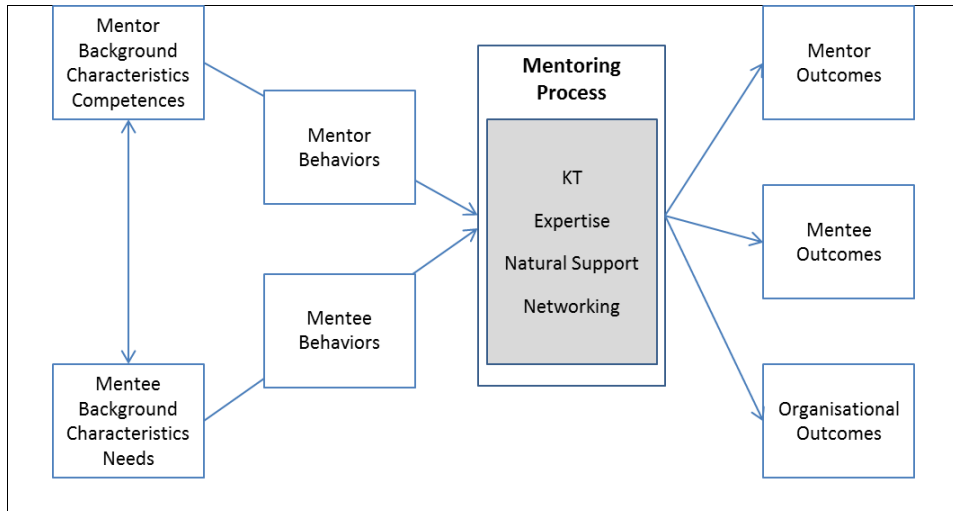 Mentor
Background
Characteristics
Competences
Mentor
Behaviors
Mentee
Behaviors
Mentee
Background
Characteristics
Needs
Mentoring
Process
KT
Expertise
Natural Support
Networking
Mentor
Outcomes
Mentee
Outcomes
Organisational
Outcomes